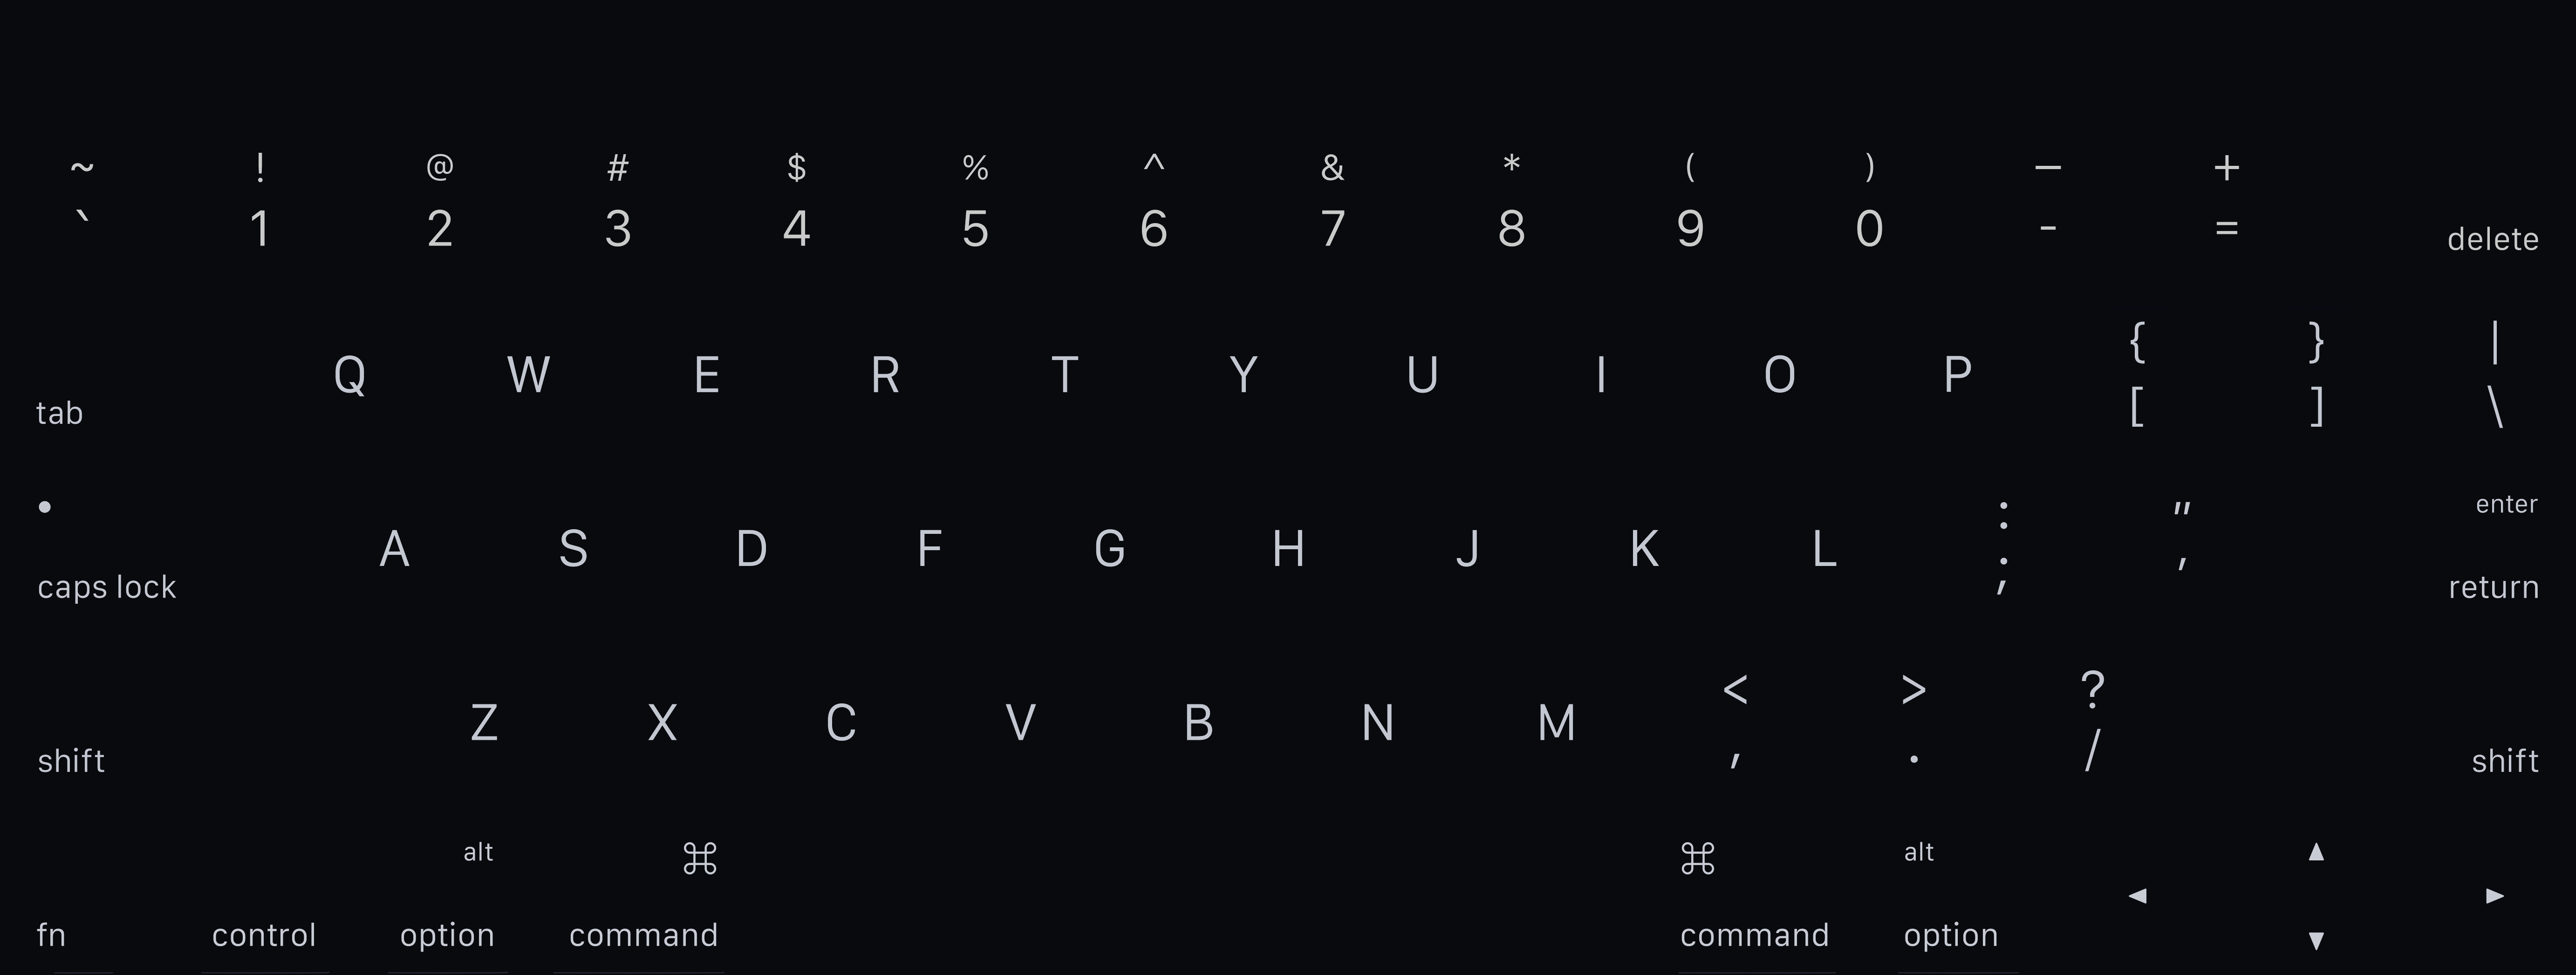 ~ ! @ # $ % ^ & * ( ) — +
` 1 2 3 4 5 6 7 8 9 0 - = delete
{ } |
tab Q W E R T Y U I O P [ ] \
• : " enter
caps lock A S D F G H J K L ; ' return
< > ?
shift Z X C V B N M , . / shift
alt ⌘ ⌘ alt ▲
◀ ▶
fn control option command command option ▼